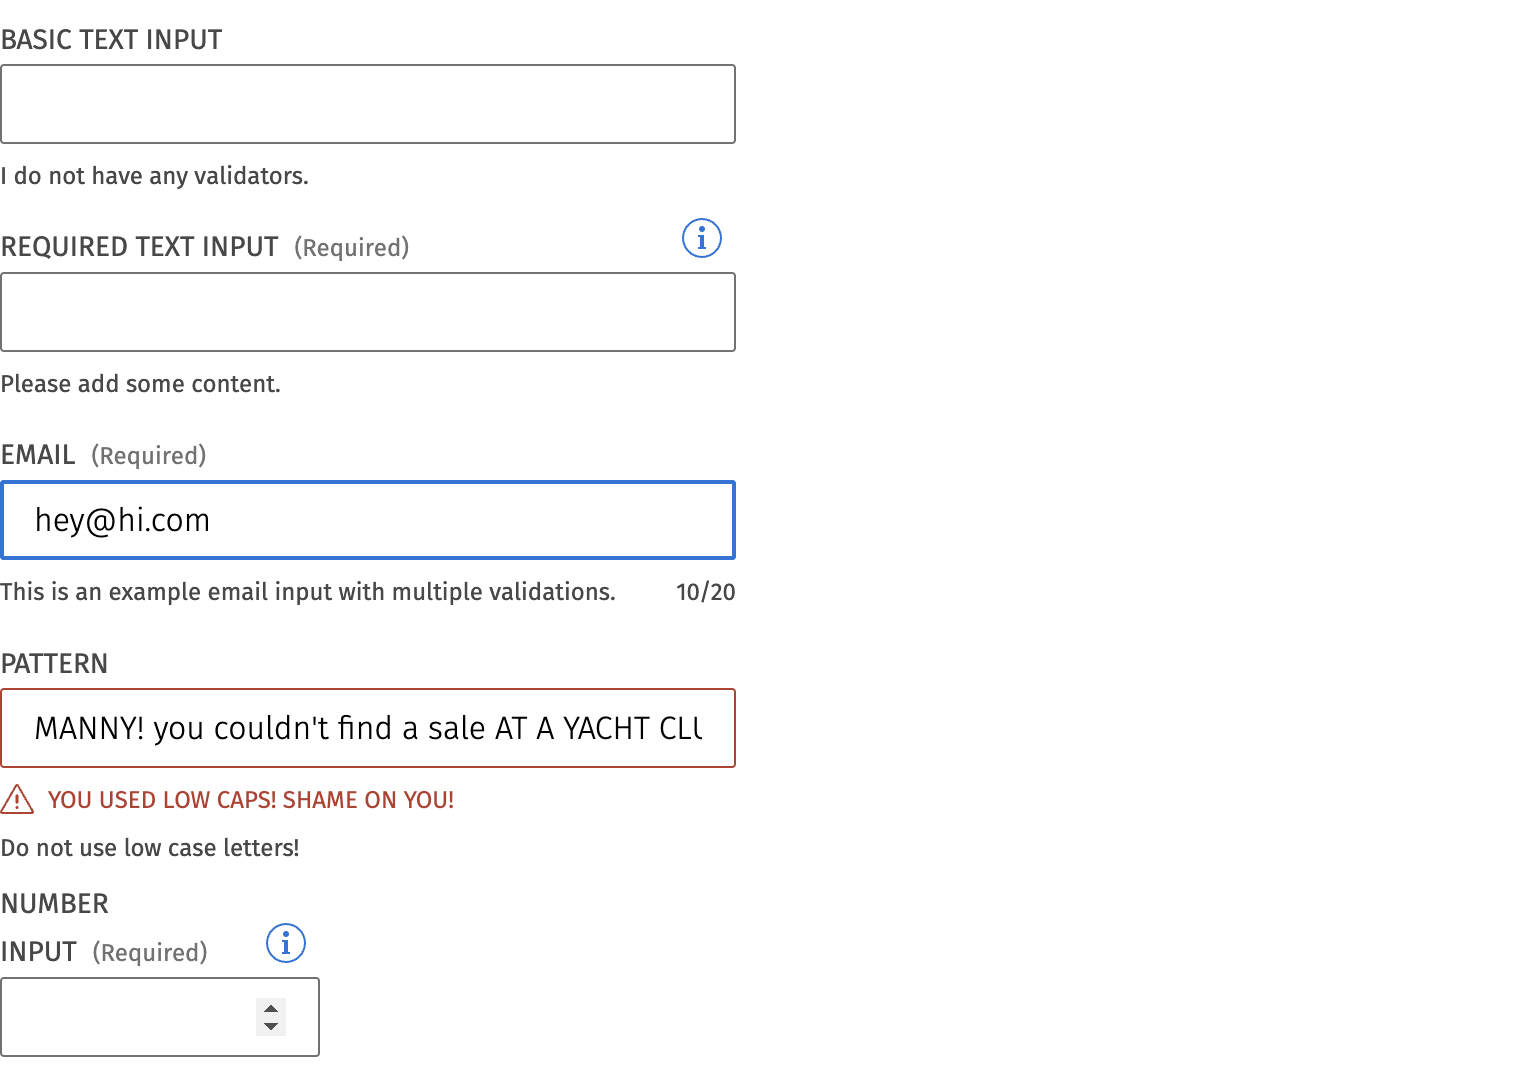 BASIC TEXT INPUT
I do not have any validators.
REQUIRED TEXT INPUT (Required)
Please add some content.
EMAIL (Required)
hey@hi.com
This is an example email input with multiple validations. 10/20
PATTERN
MANNY! you couldn't find a sale AT A YACHT CLU
YOU USED LOW CAPS! SHAME ON YOU!
Do not use low case letters!
NUMBER
INPUT (Required)